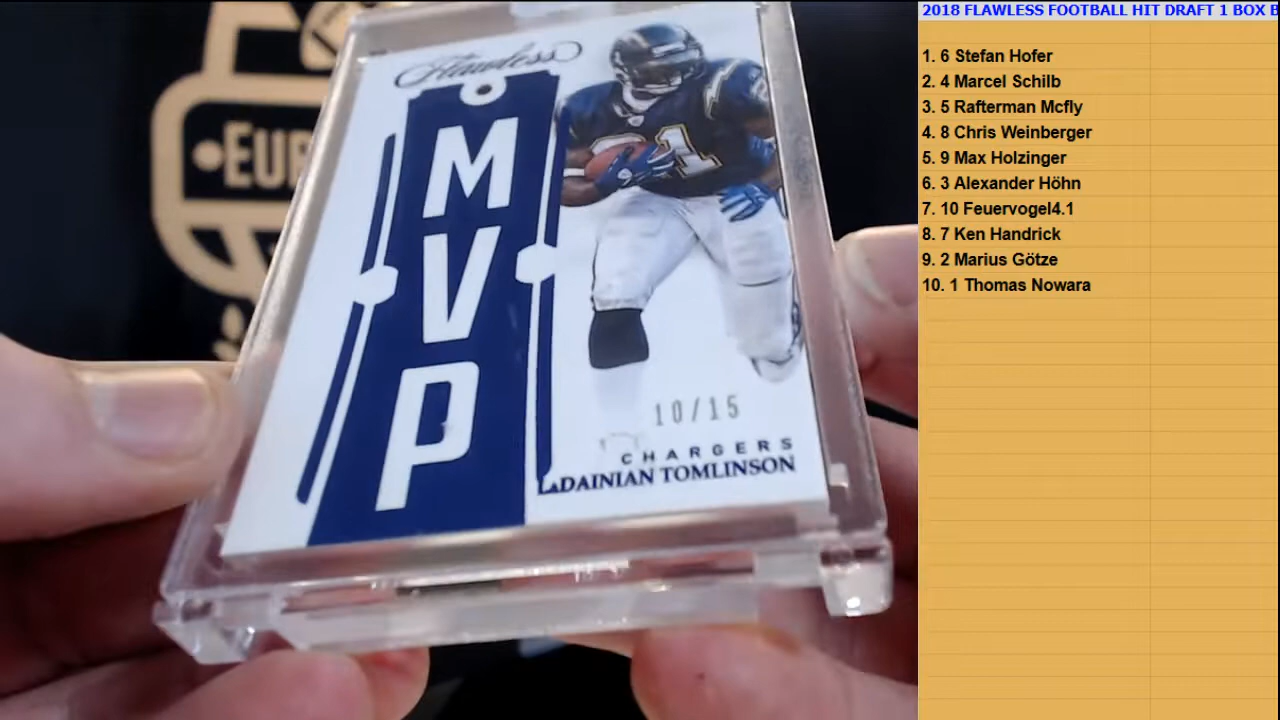 Flawless
MVP
21
10/15
CHARGERS
LADAINIAN TOMLINSON
EUR
2018 FLAWLESS FOOTBALL HIT DRAFT 1 BOX
1. 6 Stefan Hofer
2. 4 Marcel Schilb
3. 5 Rafterman Mcfly
4. 8 Chris Weinberger
5. 9 Max Holzinger
6. 3 Alexander Höhn
7. 10 Feuervogel4.1
8. 7 Ken Handrick
9. 2 Marius Götze
10. 1 Thomas Nowara